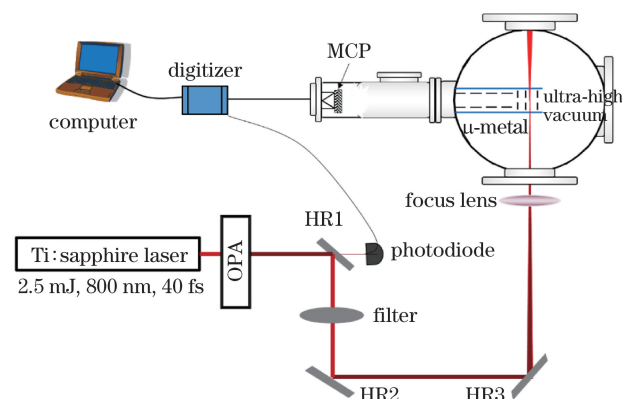 MCP
digitizer
computer
ultra-high
vacuum
μ-metal
focus lens
HR1
photodiode
OPA
Ti:sapphire laser
2.5 mJ, 800 nm, 40 fs
filter
HR2
HR3